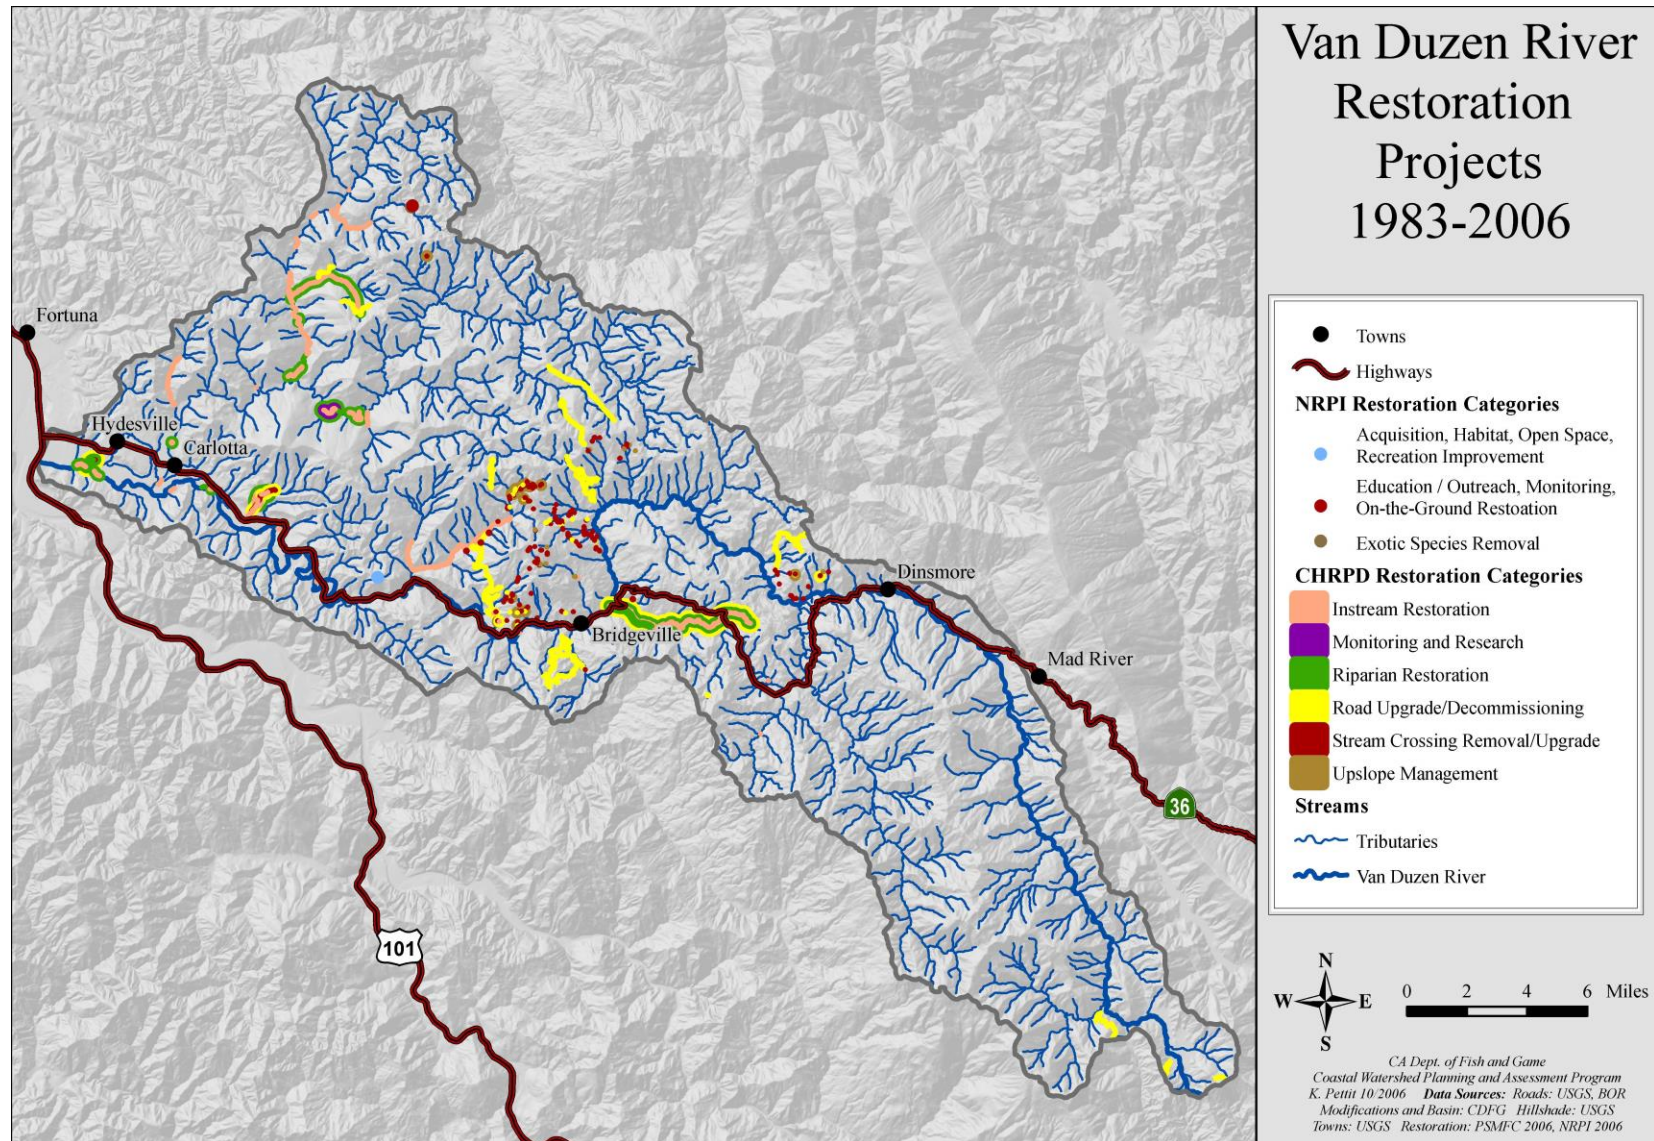 Van Duzen River
Restoration
Projects
1983-2006
Fortuna
Hydesville
Carlotta
Bridgeville
Dinsmore
Mad River
36
101
Towns
Highways
NRPI Restoration Categories
Acquisition, Habitat, Open Space,
Recreation Improvement
Education / Outreach, Monitoring,
On-the-Ground Restoation
Exotic Species Removal
CHRPD Restoration Categories
Instream Restoration
Monitoring and Research
Riparian Restoration
Road Upgrade/Decommissioning
Stream Crossing Removal/Upgrade
Upslope Management
Streams
Tributaries
Van Duzen River
N
W E
S
0 2 4 6 Miles
CA Dept. of Fish and Game
Coastal Watershed Planning and Assessment Program
K. Pettit 10/2006 Data Sources: Roads: USGS, BOR
Modifications and Basin: CDFG Hillshade: USGS
Towns: USGS Restoration: PSMFC 2006, NRPI 2006